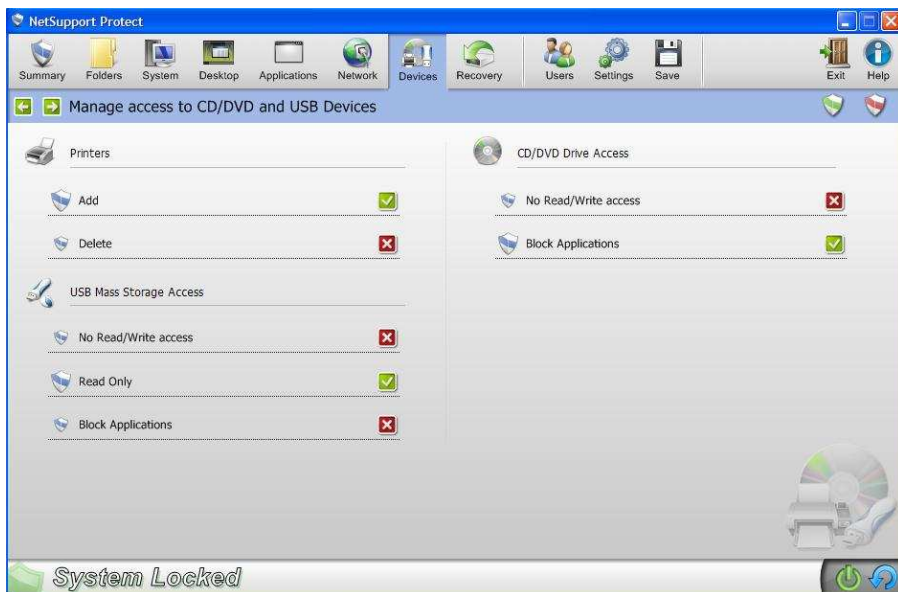 NetSupport Protect
Summary Folders System Desktop Applications Network Devices Recovery Users Settings Save Exit Help
Manage access to CD/DVD and USB Devices
Printers
Add
Delete
USB Mass Storage Access
No Read/Write access
Read Only
Block Applications
CD/DVD Drive Access
No Read/Write access
Block Applications
System Locked